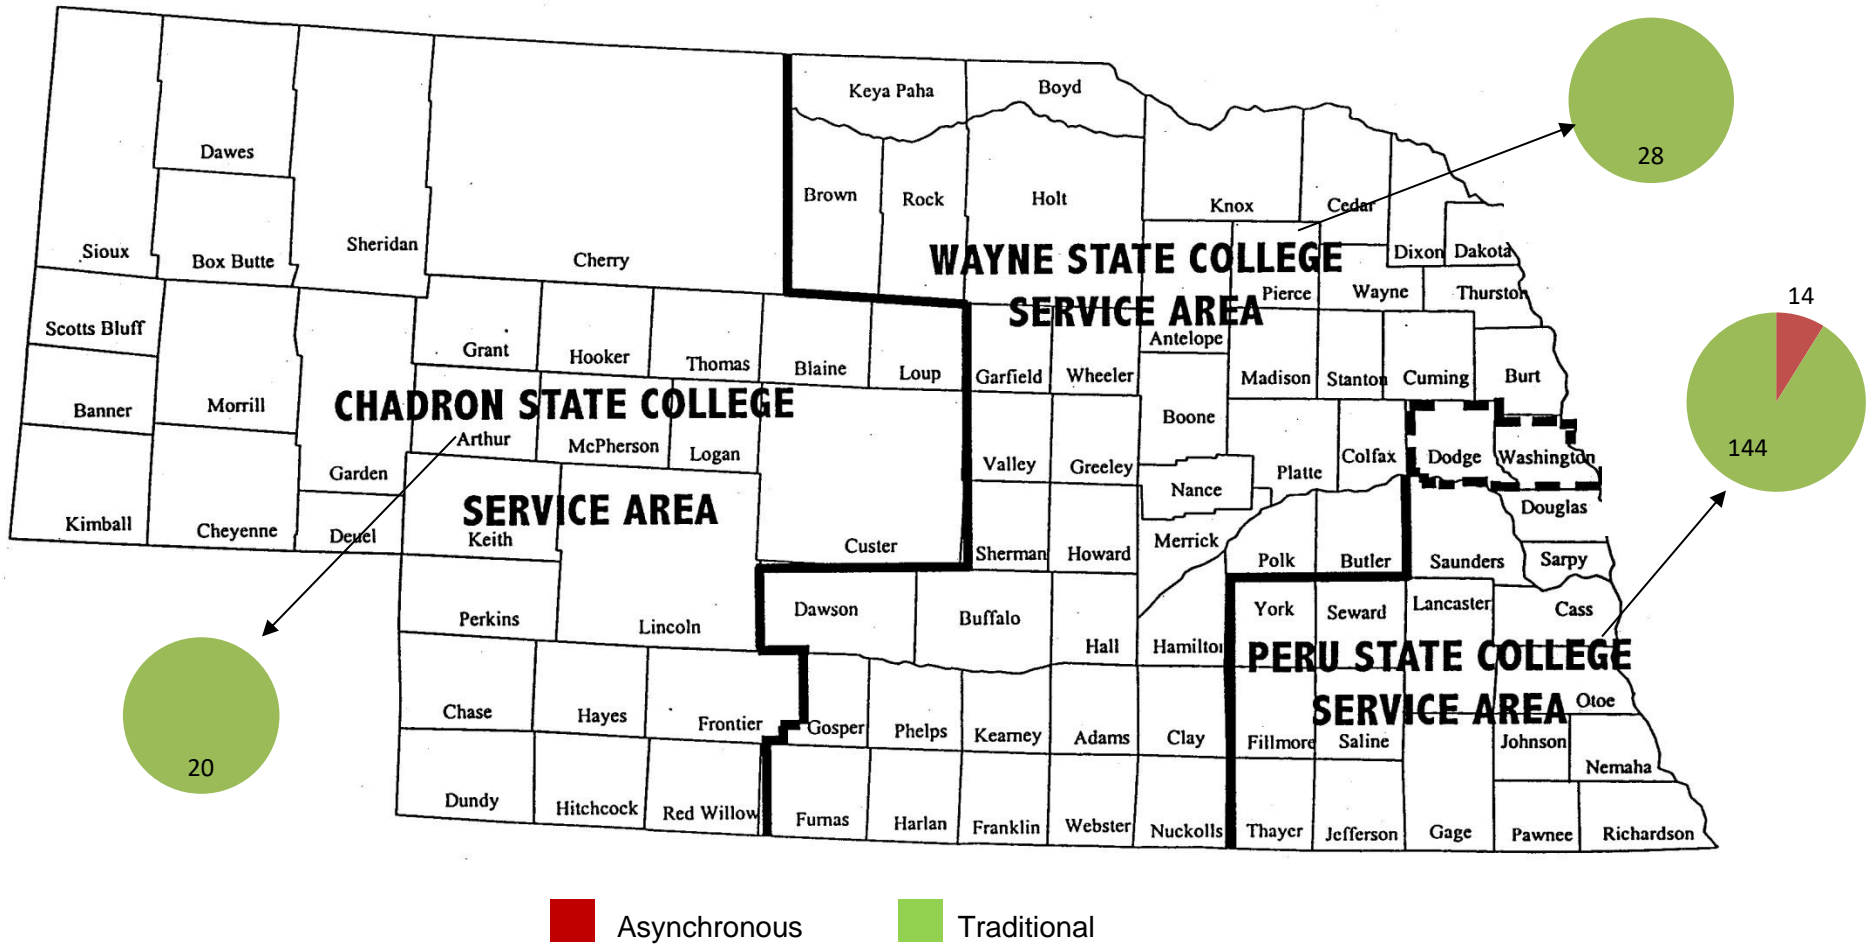 Keya Paha
Boyd
28
Dawes
Brown
Rock
Holt
Knox
Cedar
Sioux
Box Butte
Sheridan
Cherry
Dixon
Dakota
WAYNE STATE COLLEGE
SERVICE AREA
Pierce
Wayne
Thurston
14
Scotts Bluff
Grant
Hooker
Thomas
Blaine
Loup
Garfield
Wheeler
Antelope
Madison
Stanton
Cuming
Burt
Banner
Morrill
CHADRON STATE COLLEGE
Arthur
McPherson
Logan
Boone
Garden
Valley
Greeley
Platte
Colfax
Dodge
Washington
144
Nance
Kimball
Cheyenne
Deuel
SERVICE AREA
Keith
Custer
Sherman
Howard
Merrick
Polk
Butler
Saunders
Douglas
Sarpy
Perkins
Lincoln
Dawson
Buffalo
Hall
Hamilton
York
Seward
Lancaster
Cass
PERU STATE COLLEGE
SERVICE AREA
Otoe
Chase
Hayes
Frontier
Gosper
Phelps
Kearney
Adams
Clay
Fillmore
Saline
Johnson
Nemaha
20
Dundy
Hitchcock
Red Willow
Furnas
Harlan
Franklin
Webster
Nuckolls
Thayer
Jefferson
Gage
Pawnee
Richardson
Asynchronous
Traditional